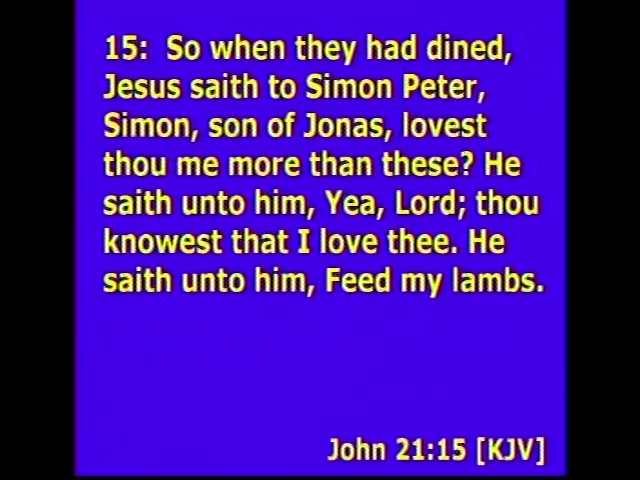 15:  So when they had dined,
Jesus saith to Simon Peter,
Simon, son of Jonas, lovest
thou me more than these? He
saith unto him, Yea, Lord; thou
knowest that I love thee. He
saith unto him, Feed my lambs.
John 21:15 [KJV]